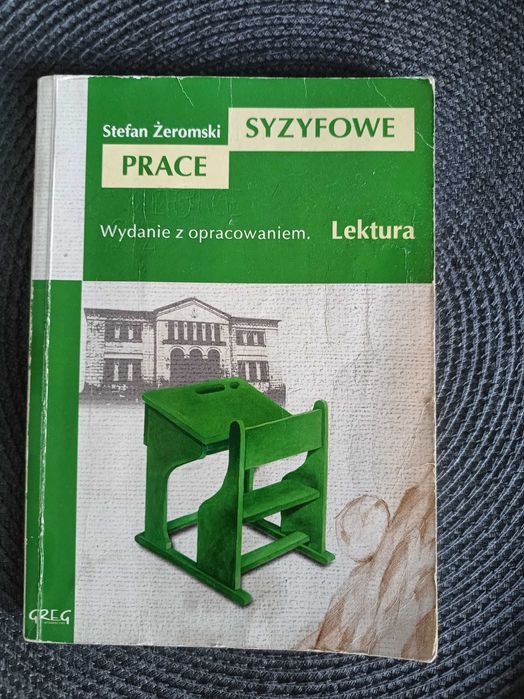 Stefan Żeromski SYZYFOWE
PRACE
Wydanie z opracowaniem. Lektura
GREG